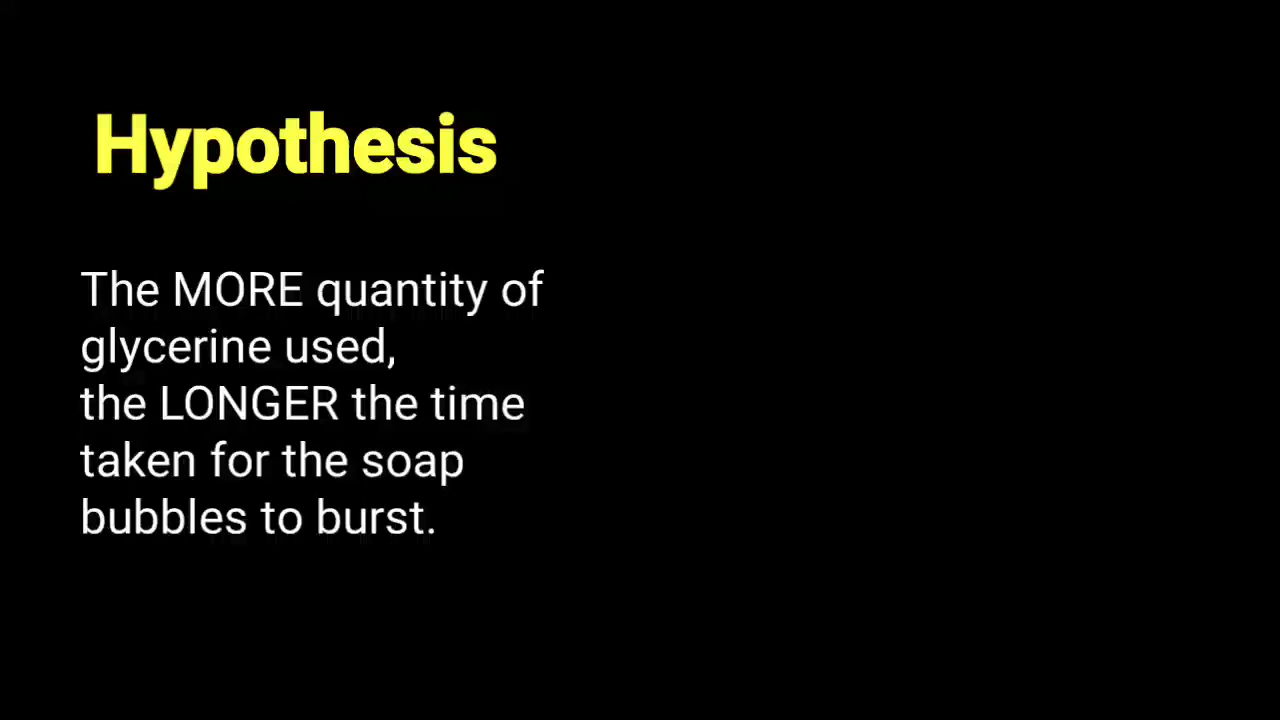 Hypothesis
The MORE quantity of
glycerine used,
the LONGER the time
taken for the soap
bubbles to burst.